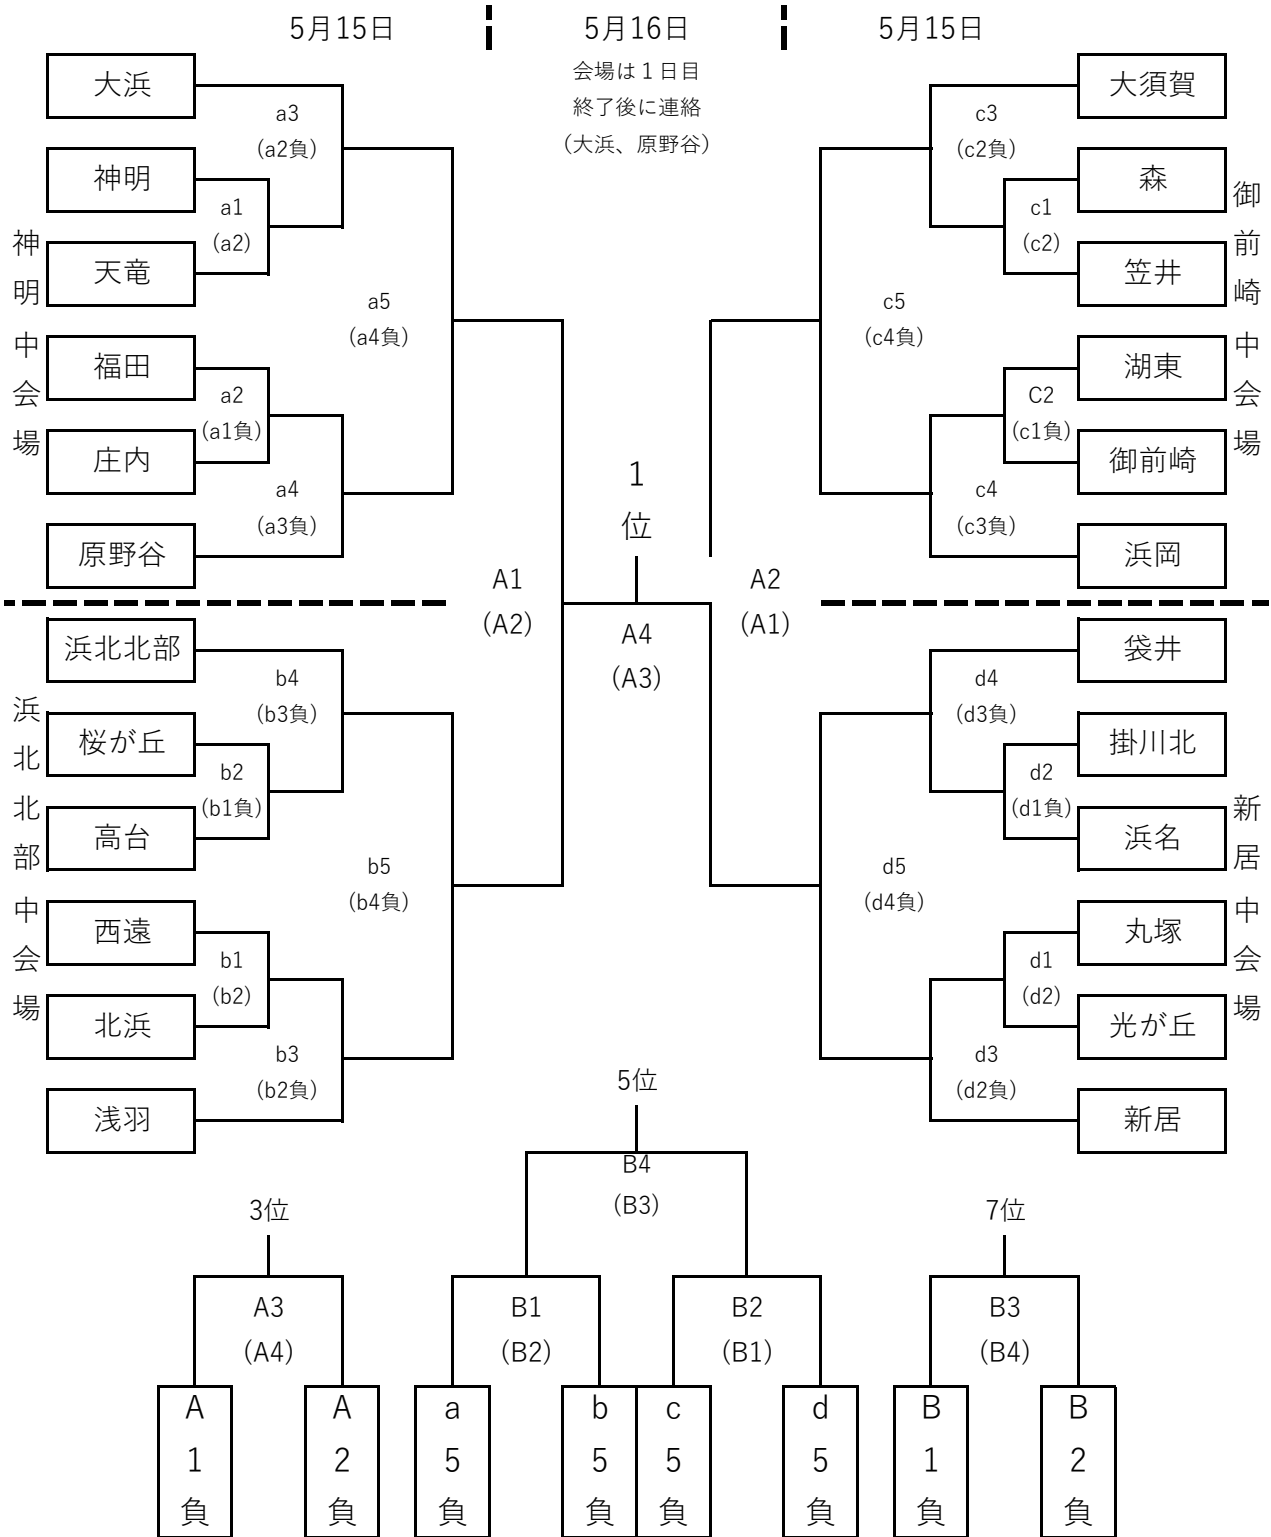 5月15日
5月16日
5月15日
会場は１日目
終了後に連絡
（大浜、原野谷）
神明中会場
大浜
a3
(a2負)
神明
a1
(a2)
天竜
a5
(a4負)
福田
a2
(a1負)
庄内
a4
(a3負)
原野谷
御前崎中会場
大須賀
c3
(c2負)
森
c1
(c2)
笠井
c5
(c4負)
湖東
C2
(c1負)
御前崎
c4
(c3負)
浜岡
1位
A1
(A2)
A4
(A3)
A2
(A1)
浜北北部中会場
浜北北部
b4
(b3負)
桜が丘
b2
(b1負)
高台
b5
(b4負)
西遠
b1
(b2)
北浜
b3
(b2負)
浅羽
新居中会場
袋井
d4
(d3負)
掛川北
d2
(d1負)
浜名
d5
(d4負)
丸塚
d1
(d2)
光が丘
d3
(d2負)
新居
5位
B4
(B3)
3位
7位
A3
(A4)
B1
(B2)
B2
(B1)
B3
(B4)
A1負
A2負
a5負
b5負
c5負
d5負
B1負
B2負